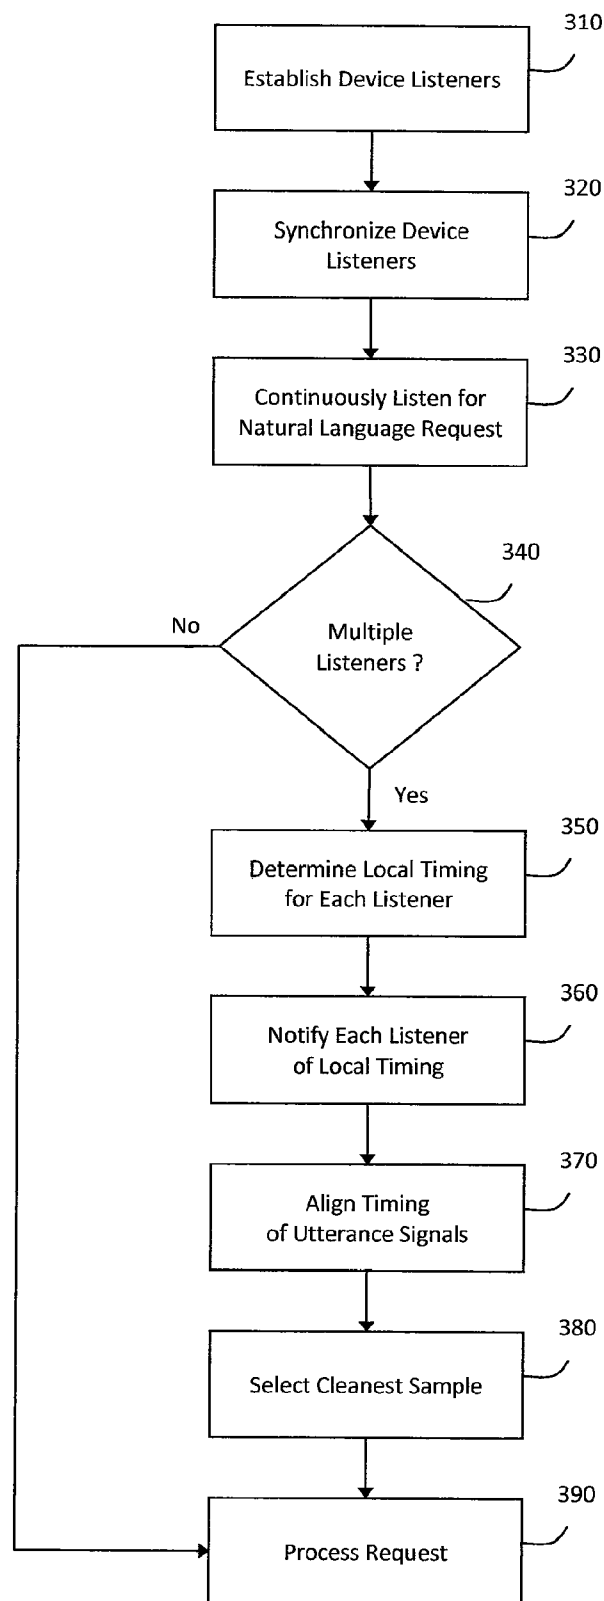 310
Establish Device Listeners
320
Synchronize Device
Listeners
330
Continuously Listen for
Natural Language Request
340
No
Multiple
Listeners ?
Yes
350
Determine Local Timing
for Each Listener
360
Notify Each Listener
of Local Timing
370
Align Timing
of Utterance Signals
380
Select Cleanest Sample
390
Process Request